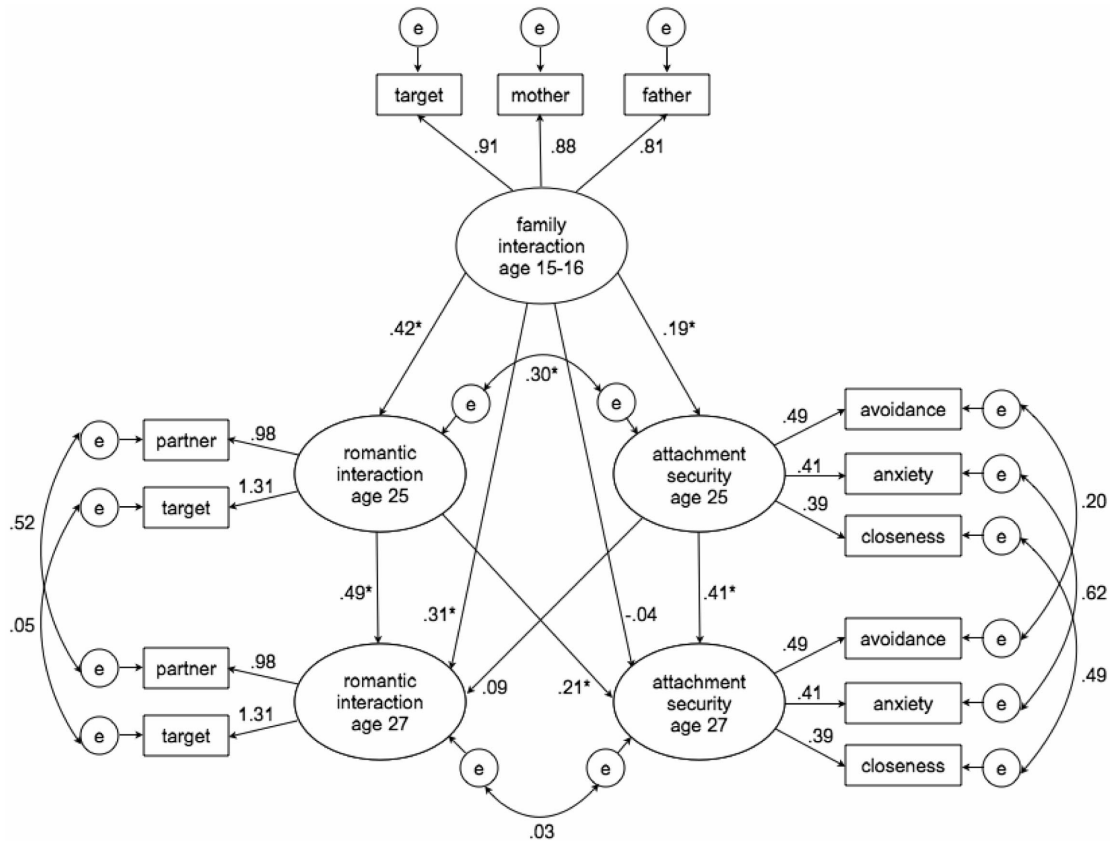 e e e
target mother father
.91 .88 .81
family
interaction
age 15-16
.42* .19*
.30*
e e
e partner .98
romantic
interaction
age 25
e target 1.31
attachment
security
age 25
.49 avoidance e
.41 anxiety e
.39 closeness e
.52
.05
.20
.62
.49
.49* .31* -.04 .41*
.09 .21*
e partner .98
romantic
interaction
age 27
e target 1.31
attachment
security
age 27
.49 avoidance e
.41 anxiety e
.39 closeness e
e e
.03